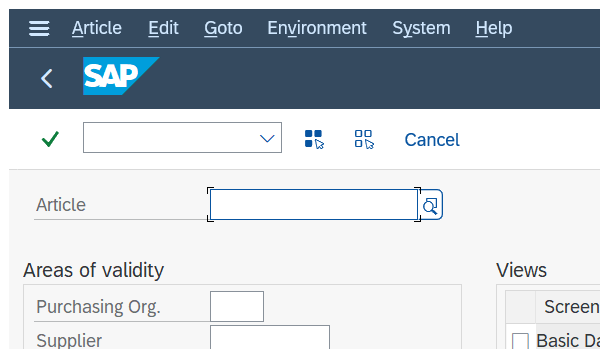 Article Edit Goto Environment System Help
SAP
Cancel
Article
Areas of validity
Views
Purchasing Org.
Screen
Supplier
Basic Da